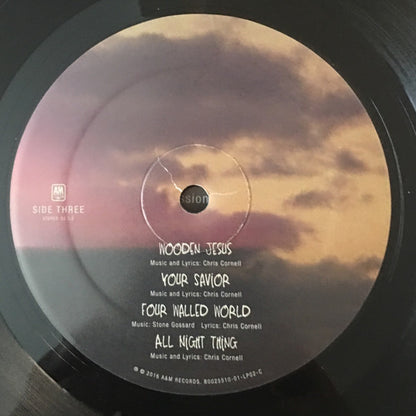 AM
SIDE THREE
ssion
WOODEN JESUS
Music and Lyrics: Chris Cornell
YOUR SAVIOR
Music and Lyrics: Chris Cornell
FOUR WALLED WORLD
Music: Stone Gossard Lyrics: Chris Cornell
ALL NIGHT THING
Music and Lyrics: Chris Cornell
℗ © 2016 A&M RECORDS, B0025510-01-LP02-C